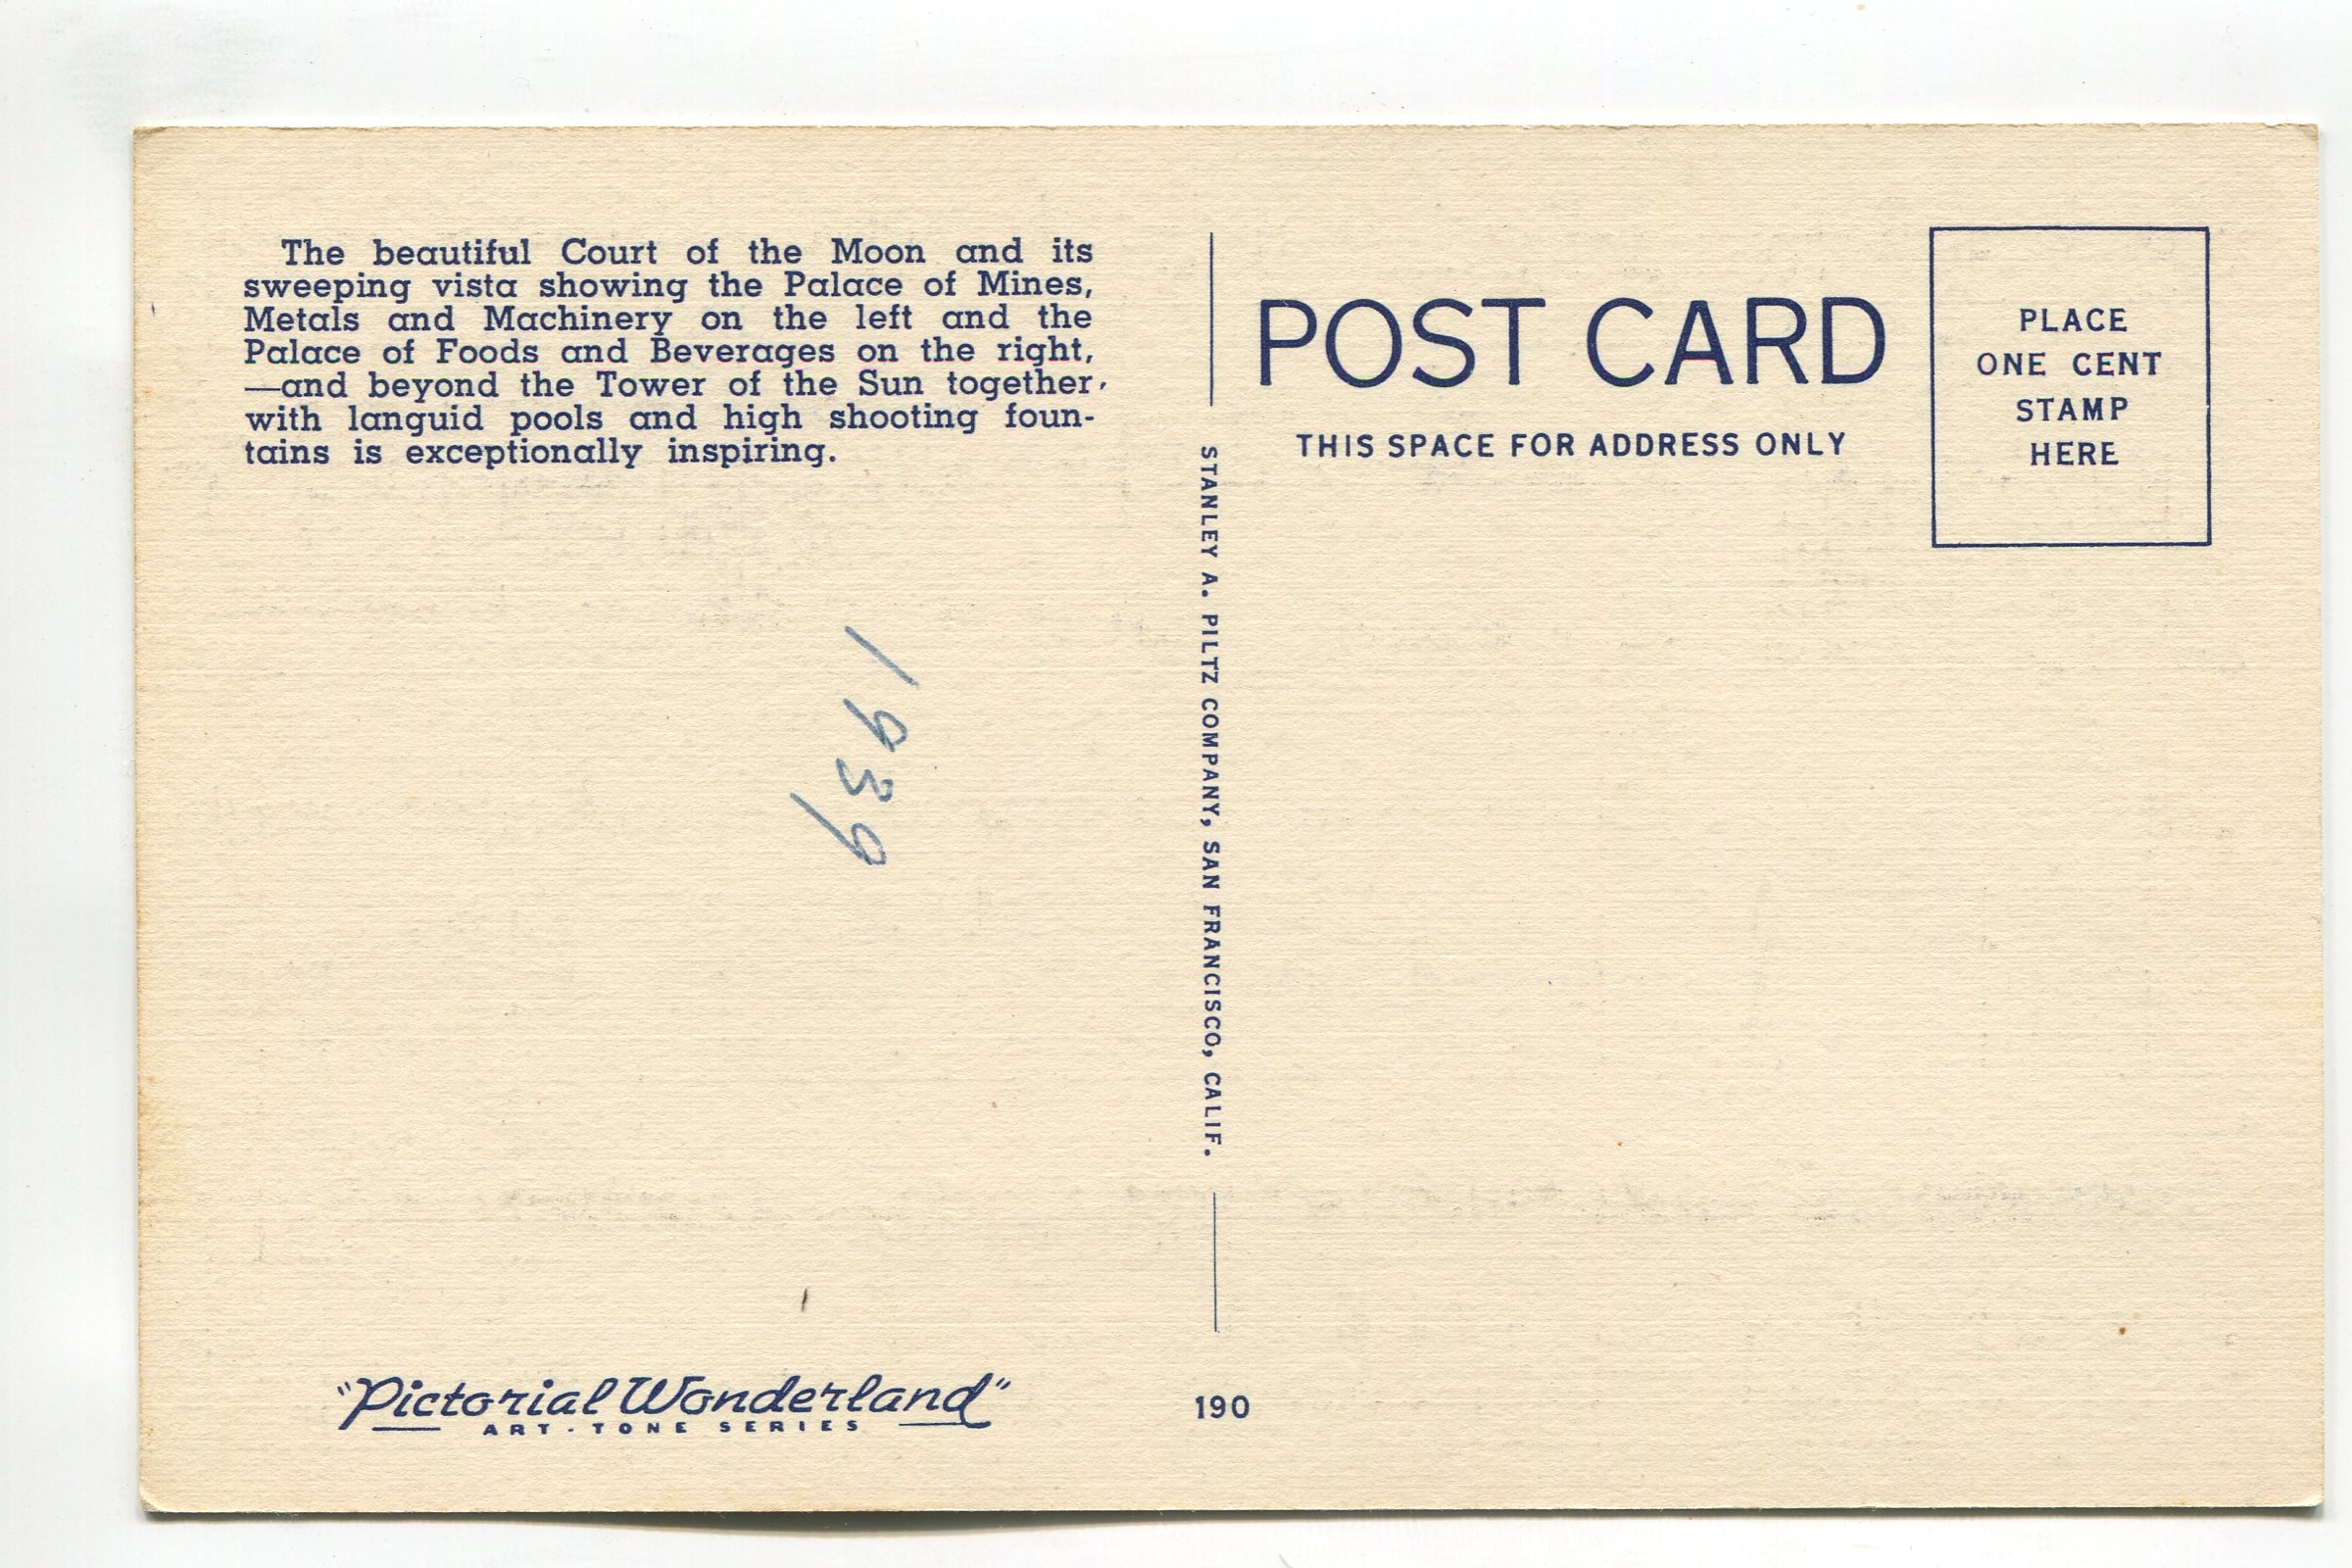 The beautiful Court of the Moon and its
sweeping vista showing the Palace of Mines,
Metals and Machinery on the left and the
Palace of Foods and Beverages on the right,
—and beyond the Tower of the Sun together,
with languid pools and high shooting foun-
tains is exceptionally inspiring.
1939
"Pictorial Wonderland"
ART-TONE SERIES
STANLEY A. PILTZ COMPANY, SAN FRANCISCO, CALIF.
190
POST CARD
THIS SPACE FOR ADDRESS ONLY
PLACE
ONE CENT
STAMP
HERE